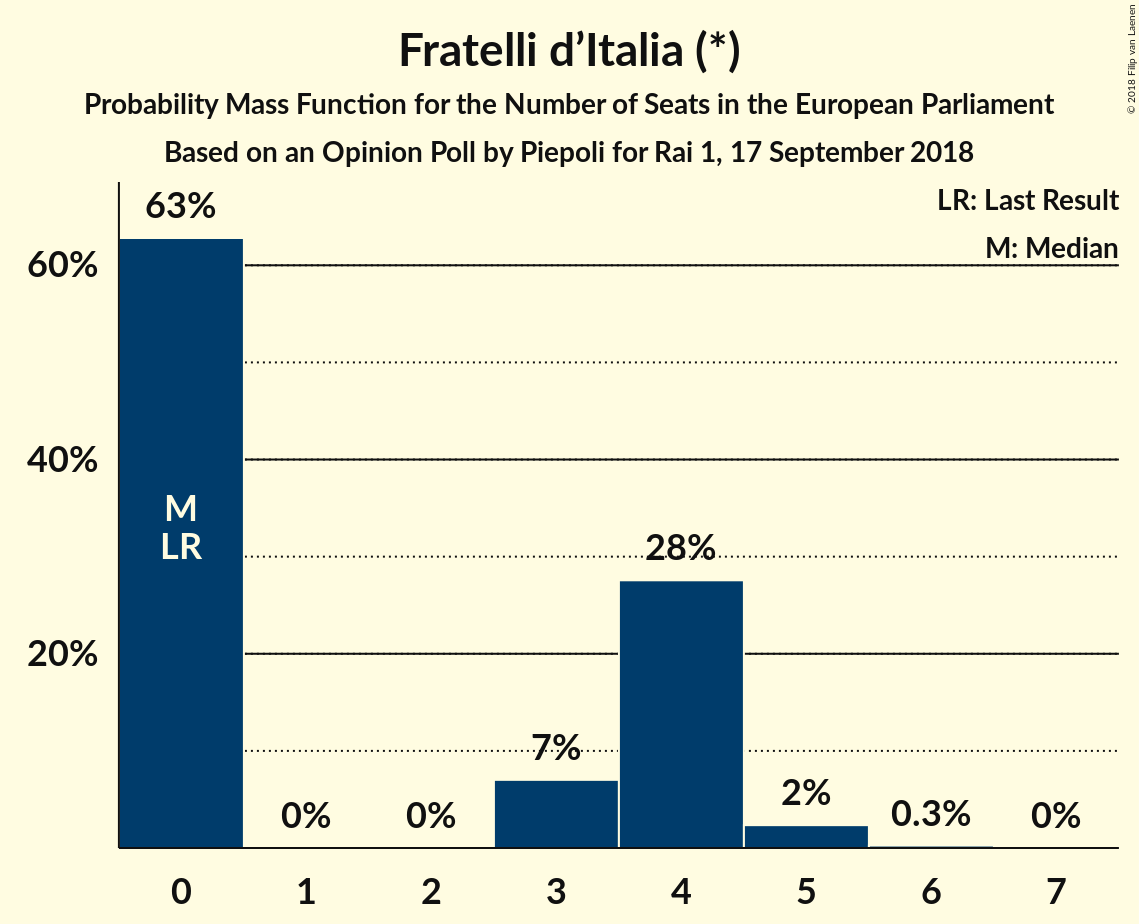 Fratelli d’Italia (*)
Probability Mass Function for the Number of Seats in the European Parliament
Based on an Opinion Poll by Piepoli for Rai 1, 17 September 2018
© 2018 Filip van Laenen
LR: Last Result
M: Median
63%
60%
40%
20%
M
LR
0%
0%
7%
28%
2%
0.3%
0%
0 1 2 3 4 5 6 7